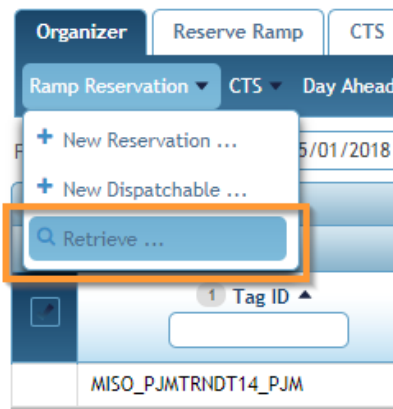 Organizer Reserve Ramp CTS
Ramp Reservation CTS Day Ahead
New Reservation ...
5/01/2018
New Dispatchable ...
Retrieve ...
1 Tag ID
MISO_PJMTRNDT14_PJM